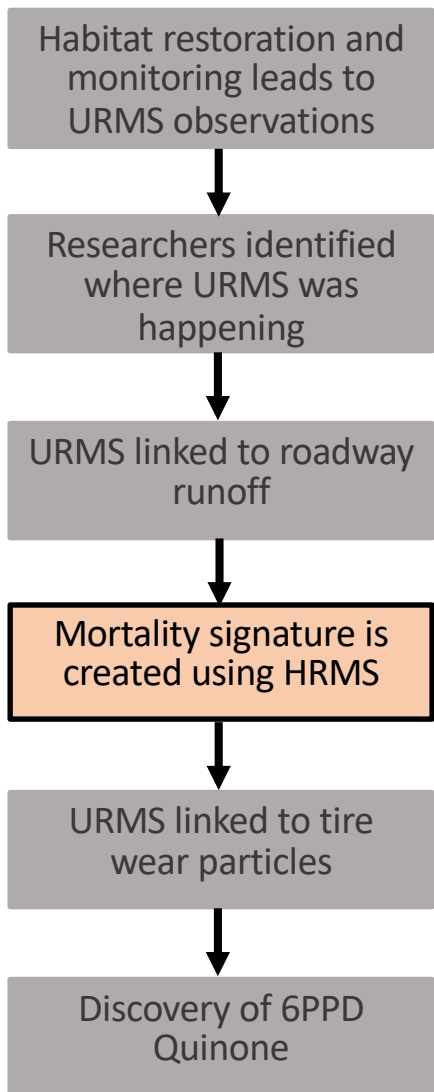 Habitat restoration and
monitoring leads to
URMS observations
Researchers identified
where URMS was
happening
URMS linked to roadway
runoff
Mortality signature is
created using HRMS
URMS linked to tire
wear particles
Discovery of 6PPD
Quinone